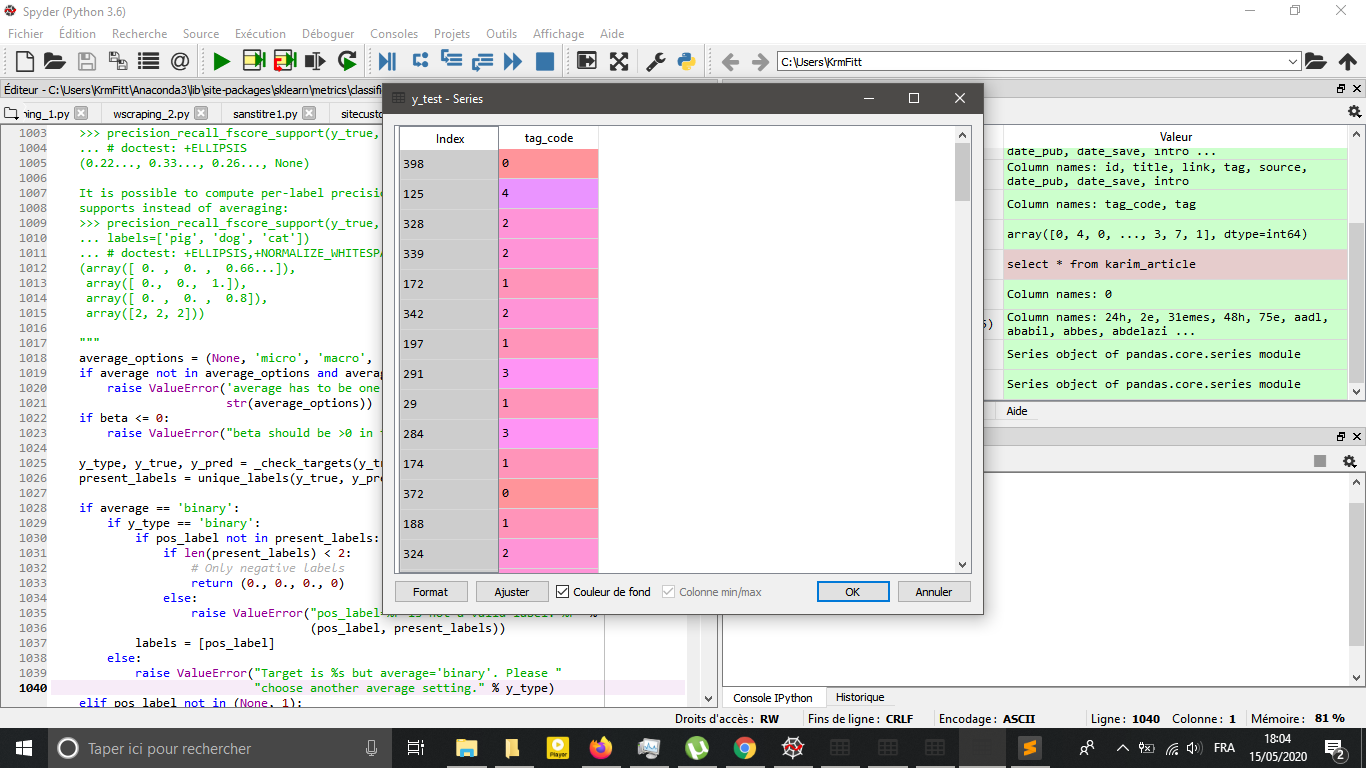 Spyder (Python 3.6)
Fichier Édition Recherche Source Exécution Déboguer Consoles Projets Outils Affichage Aide
C:\Users\KrmFitt
Éditeur - C:\Users\KrmFitt\Anaconda3\lib\site-packages\sklearn\metrics\classifi
ing_1.py wscraping_2.py sanstitre1.py sitecusto
1003 >>> precision_recall_fscore_support(y_true,
1004 ... # doctest: +ELLIPSIS
1005 (0.22..., 0.33..., 0.26..., None)
1006
1007 It is possible to compute per-label precisio
1008 supports instead of averaging:
1009 >>> precision_recall_fscore_support(y_true,
1010 ... labels=['pig', 'dog', 'cat'])
1011 ... # doctest: +ELLIPSIS,+NORMALIZE_WHITESPA
1012 (array([ 0. , 0. , 0.66...]),
1013 array([ 0., 0., 1.]),
1014 array([ 0. , 0. , 0.8]),
1015 array([2, 2, 2]))
1016
1017 """
1018 average_options = (None, 'micro', 'macro',
1019 if average not in average_options and avera
1020 raise ValueError('average has to be one
1021 str(average_options))
1022 if beta <= 0:
1023 raise ValueError("beta should be >0 in
1024
1025 y_type, y_true, y_pred = _check_targets(y_tr
1026 present_labels = unique_labels(y_true, y_pre
1027
1028 if average == 'binary':
1029 if y_type == 'binary':
1030 if pos_label not in present_labels:
1031 if len(present_labels) < 2:
1032 # Only negative labels
1033 return (0., 0., 0., 0)
1034 else:
1035 raise ValueError("pos_label=%r is not a valid label: %r" %
1036 (pos_label, present_labels))
1037 labels = [pos_label]
1038 else:
1039 raise ValueError("Target is %s but average='binary'. Please "
1040 "choose another average setting." % y_type)
elif pos_label not in (None, 1):
y_test - Series
Index tag_code
398 0
125 4
328 2
339 2
172 1
342 2
197 1
291 3
29 1
284 3
174 1
372 0
188 1
324 2
Format Ajuster Couleur de fond Colonne min/max OK Annuler
Valeur
date_pub, date_save, intro ...
Column names: id, title, link, tag, source,
date_pub, date_save, intro
Column names: tag_code, tag
array([0, 4, 0, ..., 3, 7, 1], dtype=int64)
select * from karim_article
Column names: 0
5) Column names: 24h, 2e, 31emes, 48h, 75e, aadl,
ababil, abbes, abdelazi ...
Series object of pandas.core.series module
Series object of pandas.core.series module
Aide
Console IPython Historique
Droits d'accès : RW Fins de ligne : CRLF Encodage : ASCII Ligne : 1040 Colonne : 1 Mémoire : 81 %
Taper ici pour rechercher
Player
FRA
18:04
15/05/2020
2